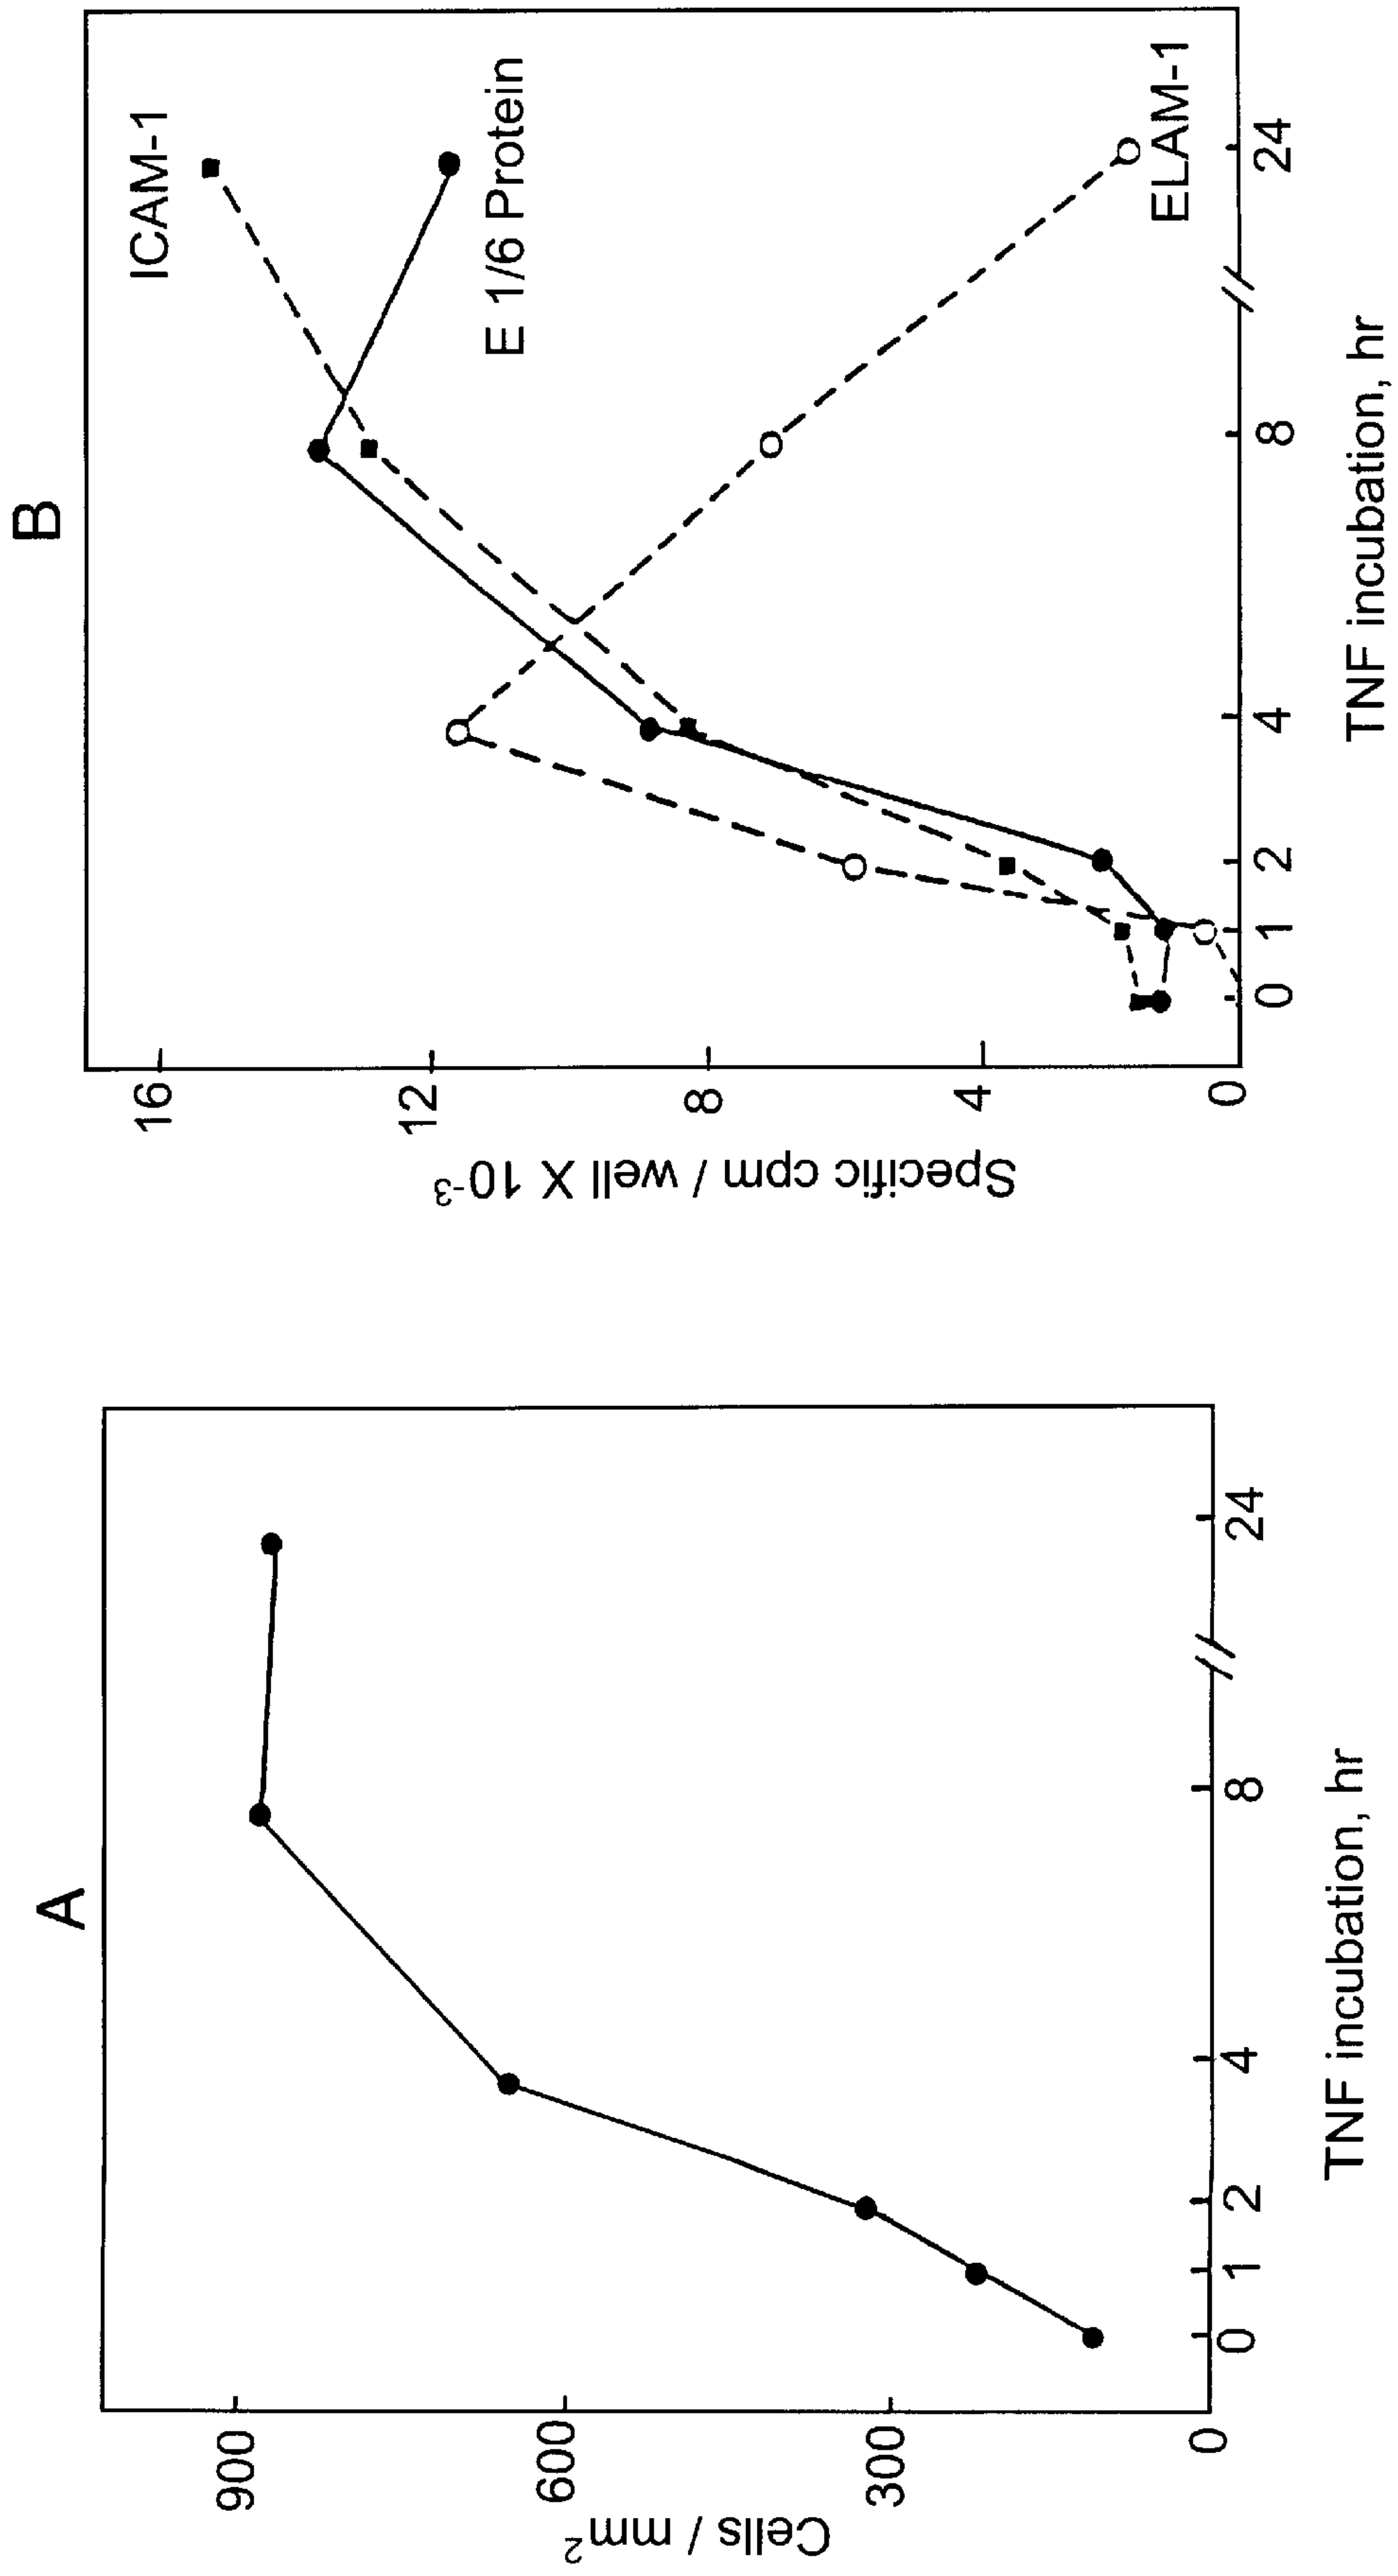 A
900
600
300
0
Cells / mm²
0 1 2 4 8 24
TNF incubation, hr
B
16
12
8
4
0
Specific cpm / well X 10⁻³
ICAM-1
E 1/6 Protein
ELAM-1
0 1 2 4 8 24
TNF incubation, hr